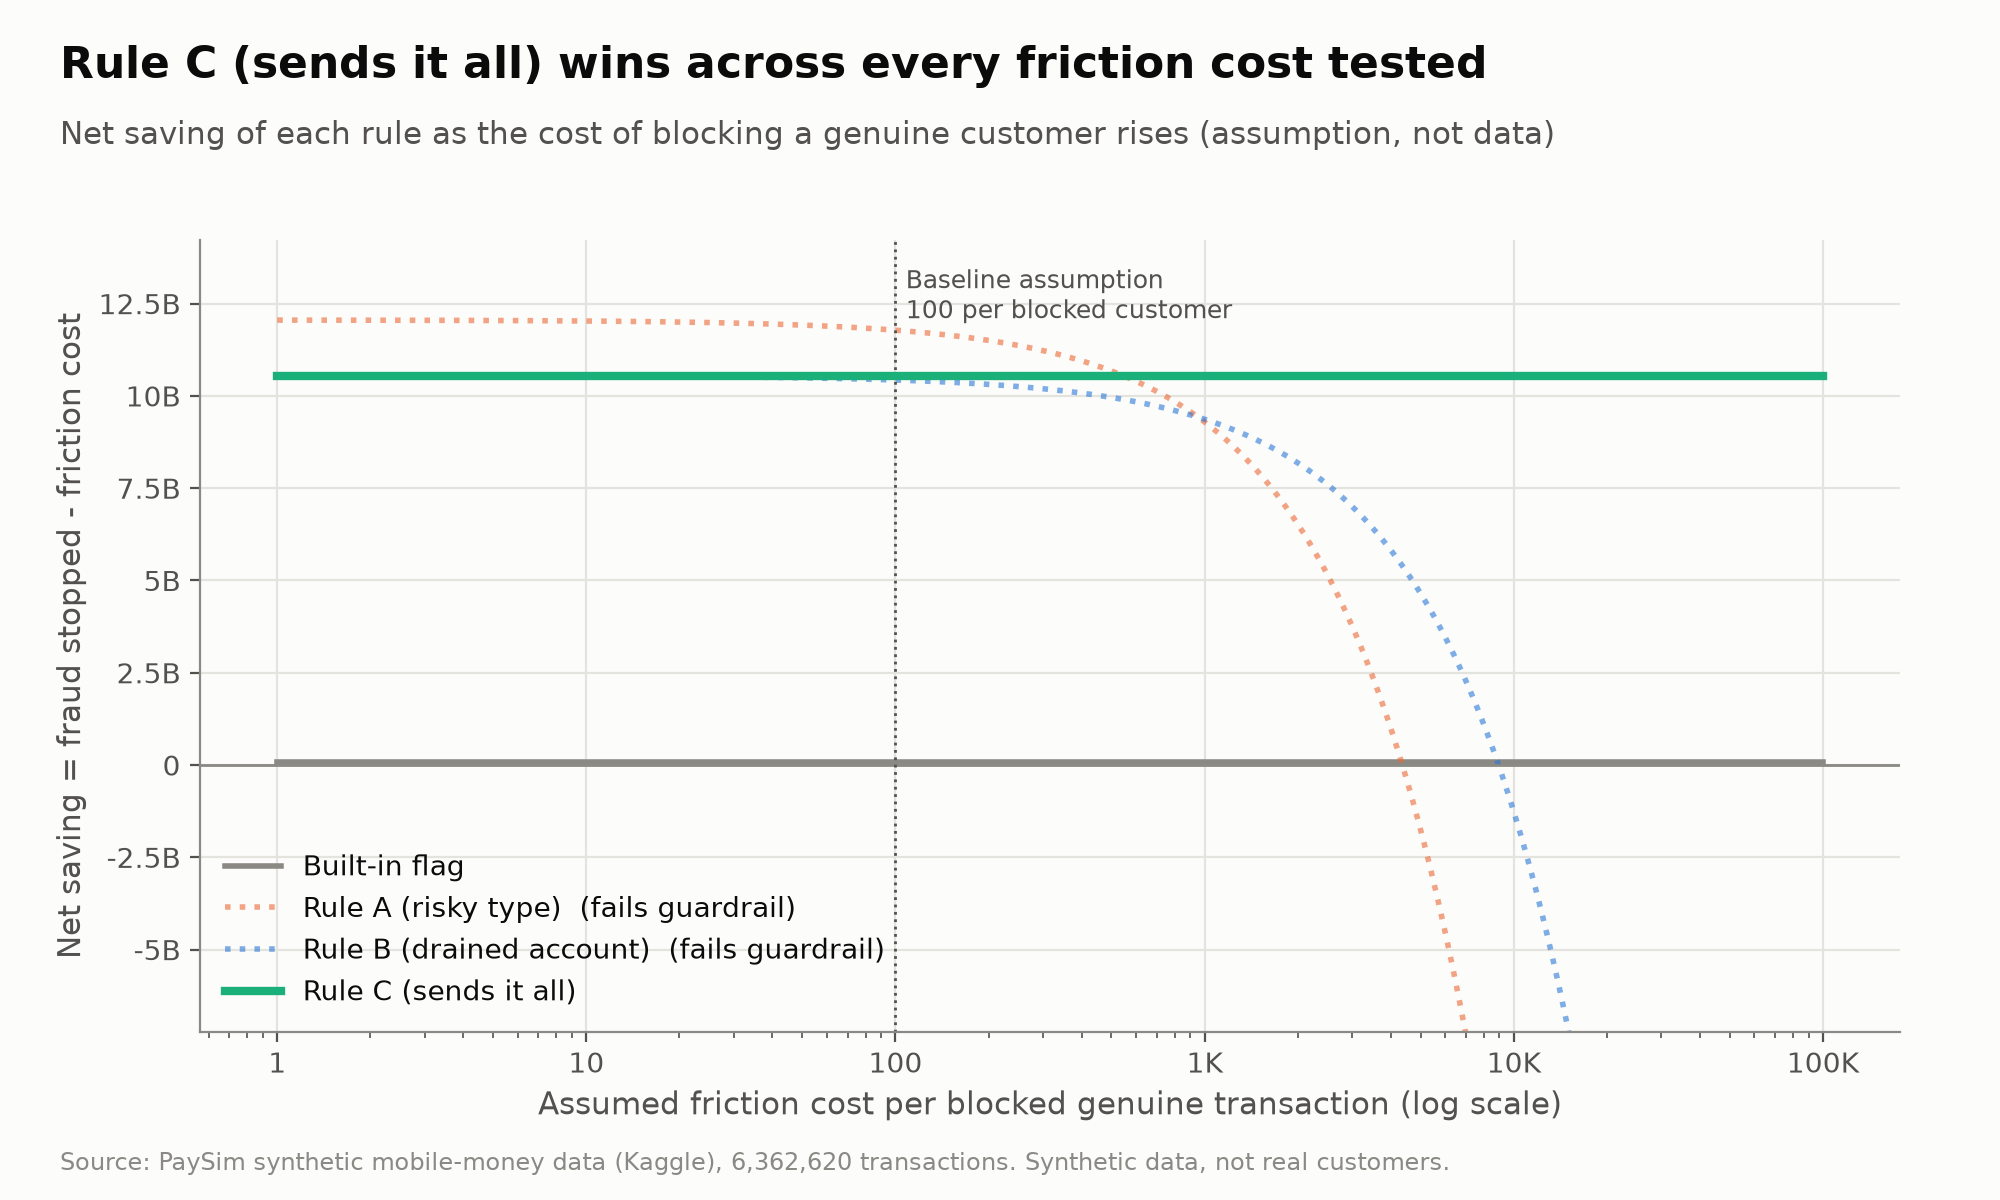 Rule C (sends it all) wins across every friction cost tested
Net saving of each rule as the cost of blocking a genuine customer rises (assumption, not data)
Net saving = fraud stopped - friction cost
12.5B
10B
7.5B
5B
2.5B
0
-2.5B
-5B
Baseline assumption
100 per blocked customer
Built-in flag
Rule A (risky type)  (fails guardrail)
Rule B (drained account)  (fails guardrail)
Rule C (sends it all)
1
10
100
1K
10K
100K
Assumed friction cost per blocked genuine transaction (log scale)
Source: PaySim synthetic mobile-money data (Kaggle), 6,362,620 transactions. Synthetic data, not real customers.